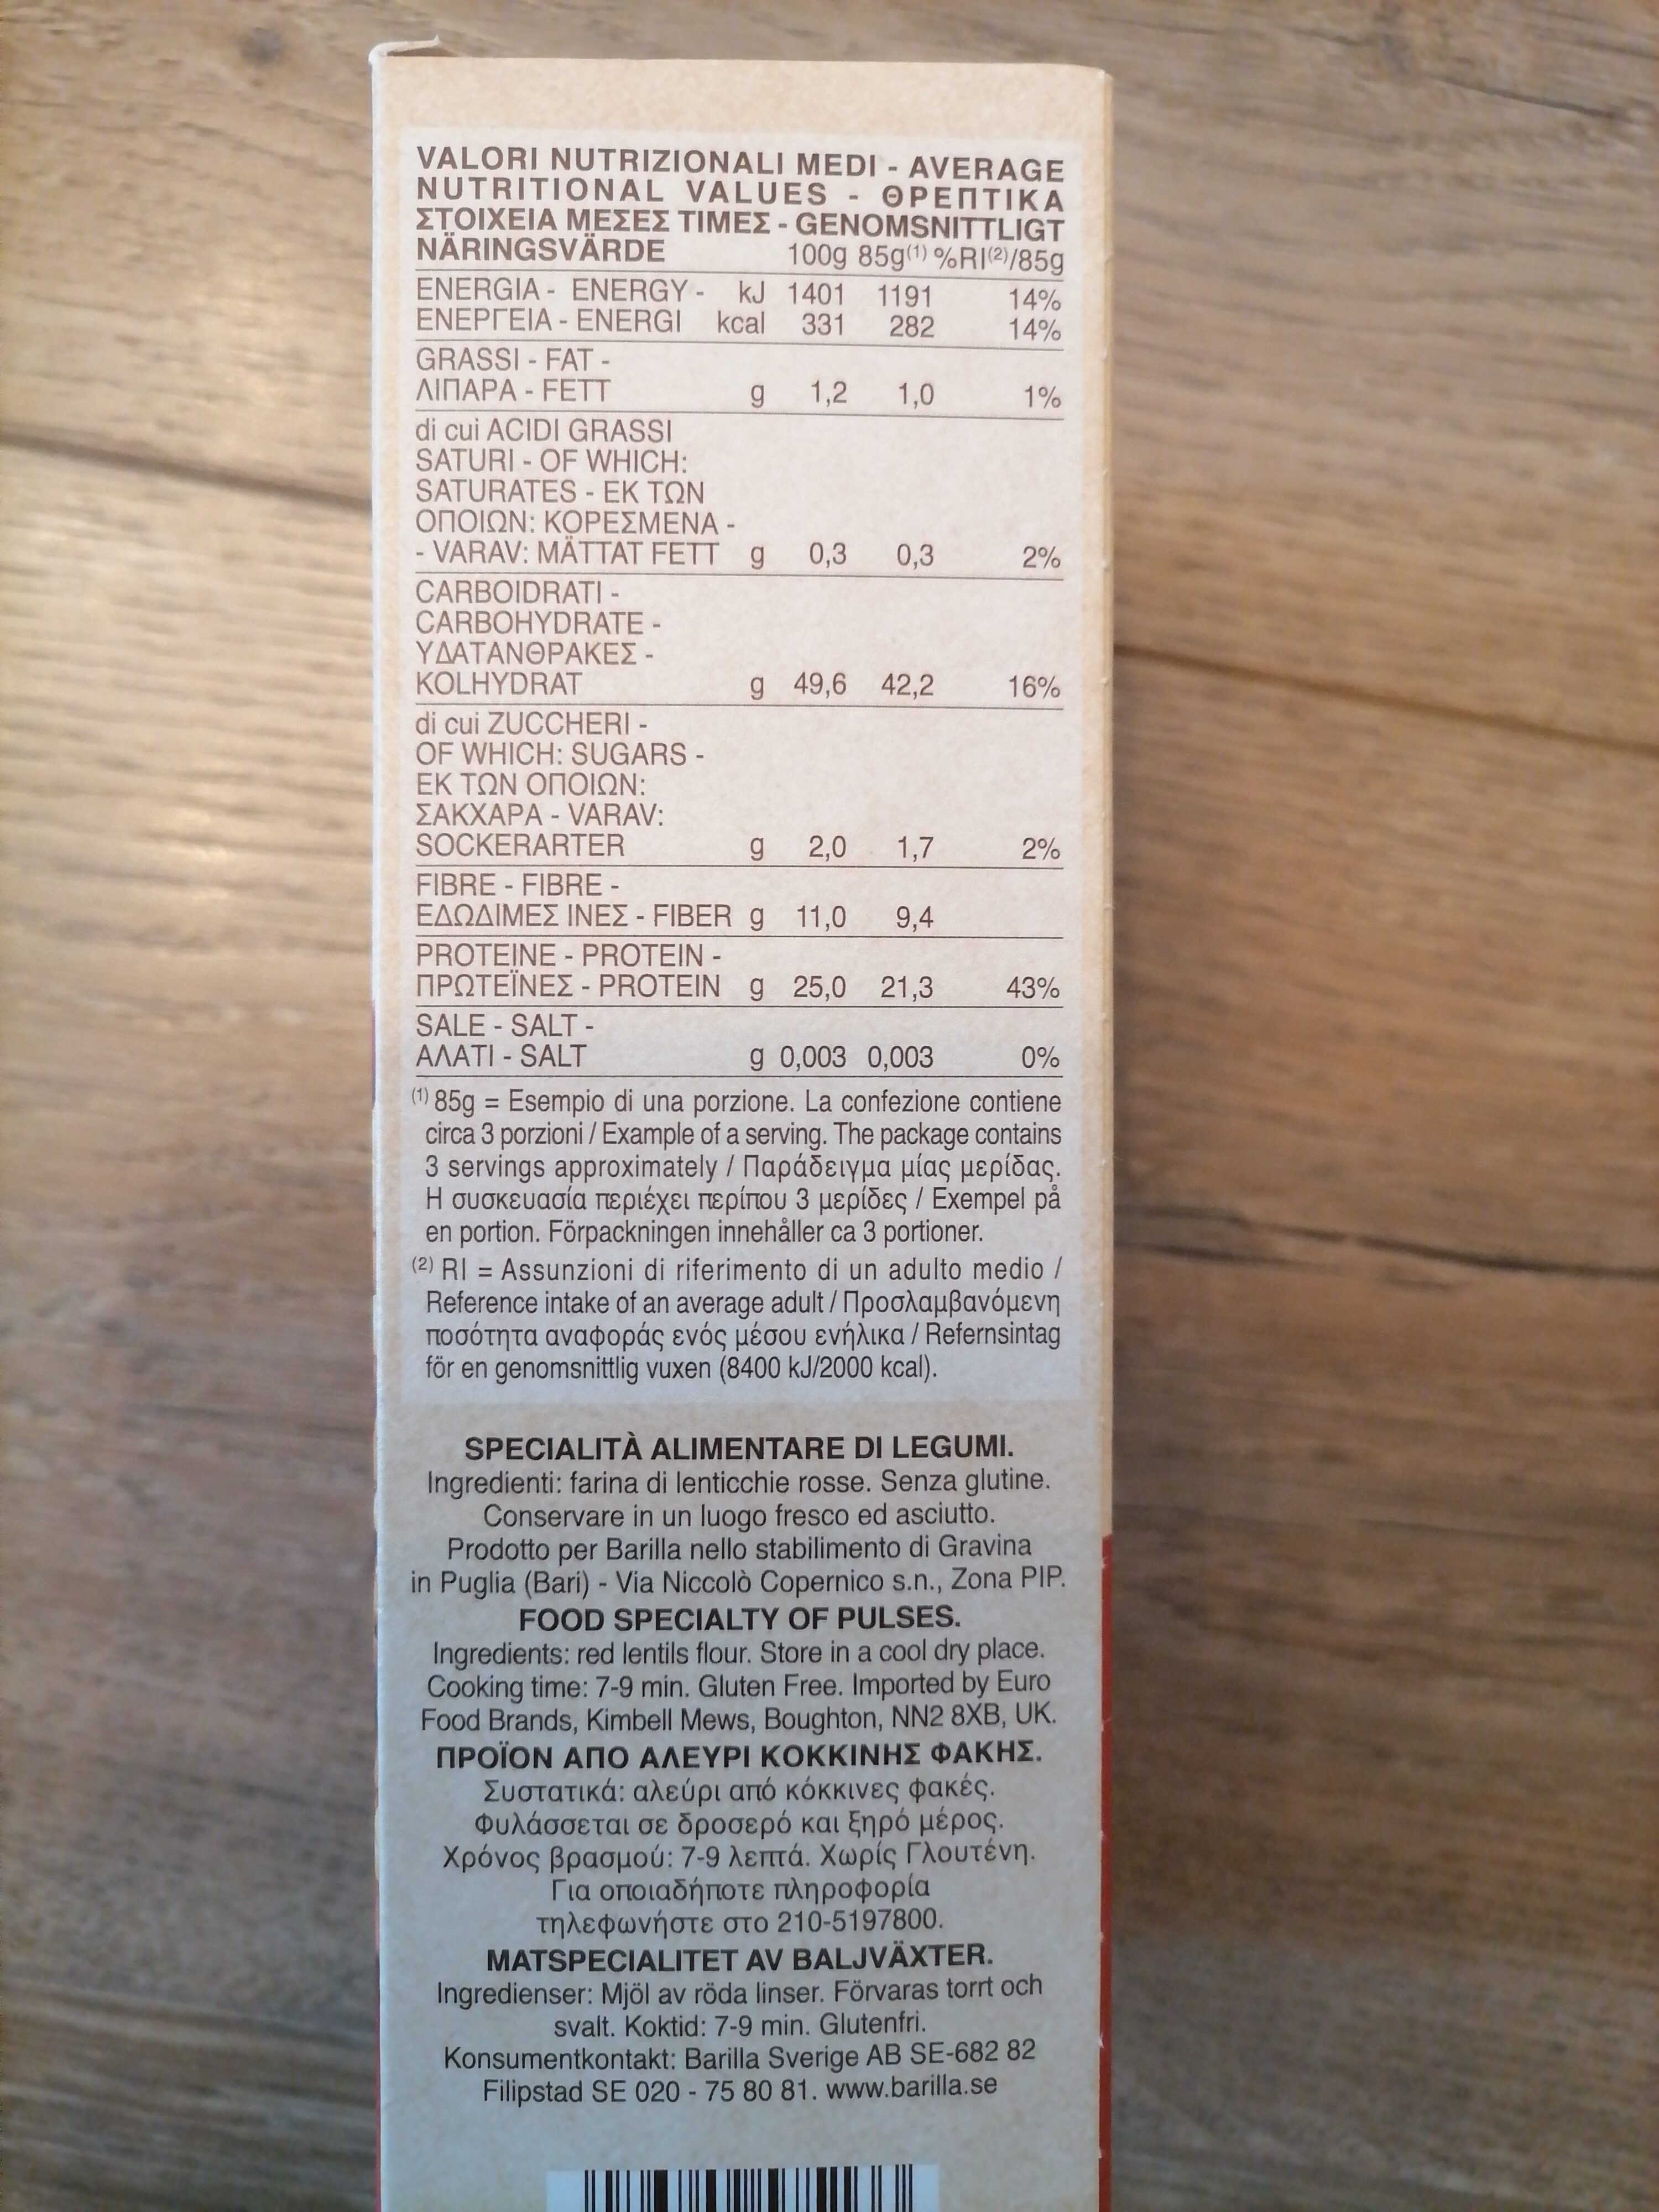 VALORI NUTRIZIONALI MEDI - AVERAGE
NUTRITIONAL VALUES - ΘΡΕΠΤΙΚΑ
ΣΤΟΙΧΕΙΑ ΜΕΣΕΣ ΤΙΜΕΣ - GENOMSNITTLIGT
NÄRINGSVÄRDE 100g 85g(1) %RI(2)/85g
ENERGIA - ENERGY - kJ 1401 1191 14%
ΕΝΕΡΓΕΙΑ - ENERGI kcal 331 282 14%
GRASSI - FAT -
ΛΙΠΑΡΑ - FETT g 1,2 1,0 1%
di cui ACIDI GRASSI
SATURI - OF WHICH:
SATURATES - ΕΚ ΤΩΝ
ΟΠΟΙΩΝ: ΚΟΡΕΣΜΕΝΑ -
- VARAV: MÄTTAT FETT g 0,3 0,3 2%
CARBOIDRATI -
CARBOHYDRATE -
ΥΔΑΤΑΝΘΡΑΚΕΣ -
KOLHYDRAT g 49,6 42,2 16%
di cui ZUCCHERI -
OF WHICH: SUGARS -
ΕΚ ΤΩΝ ΟΠΟΙΩΝ:
ΣΑΚΧΑΡΑ - VARAV:
SOCKERARTER g 2,0 1,7 2%
FIBRE - FIBRE -
ΕΔΩΔΙΜΕΣ ΙΝΕΣ - FIBER g 11,0 9,4
PROTEINE - PROTEIN -
ΠΡΩΤΕΪΝΕΣ - PROTEIN g 25,0 21,3 43%
SALE - SALT -
ΑΛΑΤΙ - SALT g 0,003 0,003 0%
(1) 85g = Esempio di una porzione. La confezione contiene
circa 3 porzioni / Example of a serving. The package contains
3 servings approximately / Παράδειγμα μίας μερίδας.
Η συσκευασία περιέχει περίπου 3 μερίδες / Exempel på
en portion. Förpackningen innehåller ca 3 portioner.
(2) RI = Assunzioni di riferimento di un adulto medio /
Reference intake of an average adult / Προσλαμβανόμενη
ποσότητα αναφοράς ενός μέσου ενήλικα / Refernsintag
för en genomsnittlig vuxen (8400 kJ/2000 kcal).
SPECIALITÀ ALIMENTARE DI LEGUMI.
Ingredienti: farina di lenticchie rosse. Senza glutine.
Conservare in un luogo fresco ed asciutto.
Prodotto per Barilla nello stabilimento di Gravina
in Puglia (Bari) - Via Niccolò Copernico s.n., Zona PIP.
FOOD SPECIALTY OF PULSES.
Ingredients: red lentils flour. Store in a cool dry place.
Cooking time: 7-9 min. Gluten Free. Imported by Euro
Food Brands, Kimbell Mews, Boughton, NN2 8XB, UK.
ΠΡΟΪΟΝ ΑΠΟ ΑΛΕΥΡΙ ΚΟΚΚΙΝΗΣ ΦΑΚΗΣ.
Συστατικά: αλεύρι από κόκκινες φακές.
Φυλάσσεται σε δροσερό και ξηρό μέρος.
Χρόνος βρασμού: 7-9 λεπτά. Χωρίς Γλουτένη.
Για οποιαδήποτε πληροφορία
τηλεφωνήστε στο 210-5197800.
MATSPECIALITET AV BALJVÄXTER.
Ingredienser: Mjöl av röda linser. Förvaras torrt och
svalt. Koktid: 7-9 min. Glutenfri.
Konsumentkontakt: Barilla Sverige AB SE-682 82
Filipstad SE 020 - 75 80 81. www.barilla.se